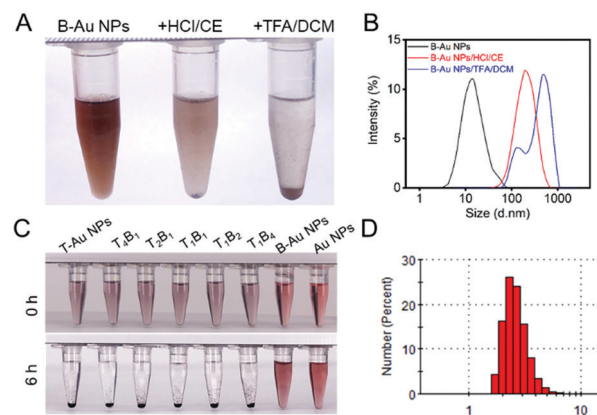 A
B-Au NPs +HCl/CE +TFA/DCM
B
B-Au NPs
B-Au NPs/HCl/CE
B-Au NPs/TFA/DCM
Intensity (%)
15
10
5
0
1 10 100 1000
Size (d.nm)
C
T-Au NPs T₄B₁ T₂B₁ T₁B₁ T₁B₂ T₁B₄ B-Au NPs Au NPs
0 h
6 h
D
Number (Percent)
30
20
10
0
1 10